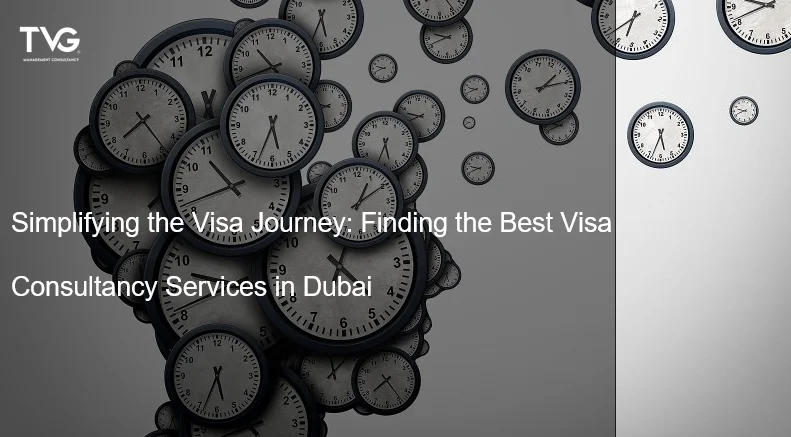 TVG
MANAGEMENT CONSULTANCY
Simplifying the Visa Journey: Finding the Best Visa
Consultancy Services in Dubai